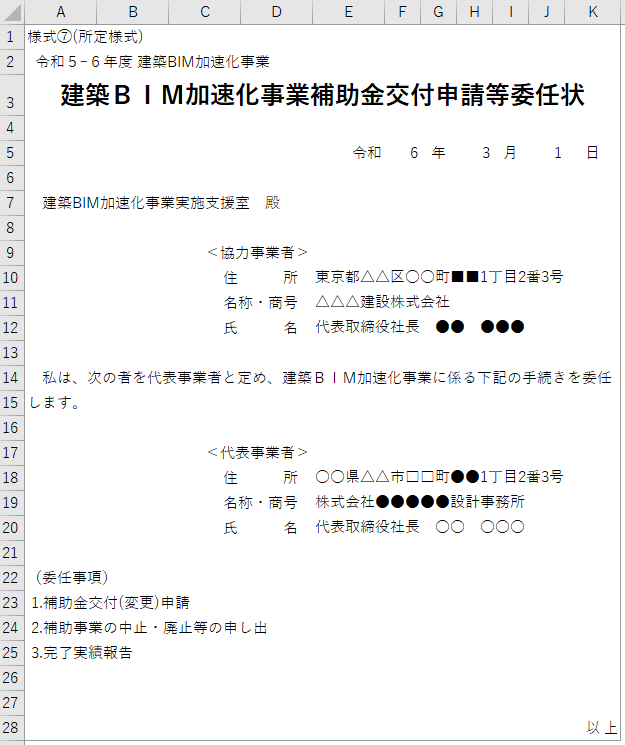 A B C D E F G H I J K
1 様式⑦(所定様式)
2 令和５-６年度 建築BIM加速化事業
3 建築ＢＩＭ加速化事業補助金交付申請等委任状
4
5 令和 6 年 3 月 1 日
6
7 建築BIM加速化事業実施支援室 殿
8
9 ＜協力事業者＞
10 住 所 東京都△△区〇〇町■■1丁目2番3号
11 名称・商号 △△△建設株式会社
12 氏 名 代表取締役社長 ●● ●●●
13
14 私は、次の者を代表事業者と定め、建築ＢＩＭ加速化事業に係る下記の手続きを委任
15 します。
16
17 ＜代表事業者＞
18 住 所 〇〇県△△市□□町●●1丁目2番3号
19 名称・商号 株式会社●●●●●設計事務所
20 氏 名 代表取締役社長 〇〇 〇〇〇
21
22 （委任事項）
23 1.補助金交付(変更)申請
24 2.補助事業の中止・廃止等の申し出
25 3.完了実績報告
26
27
28 以 上